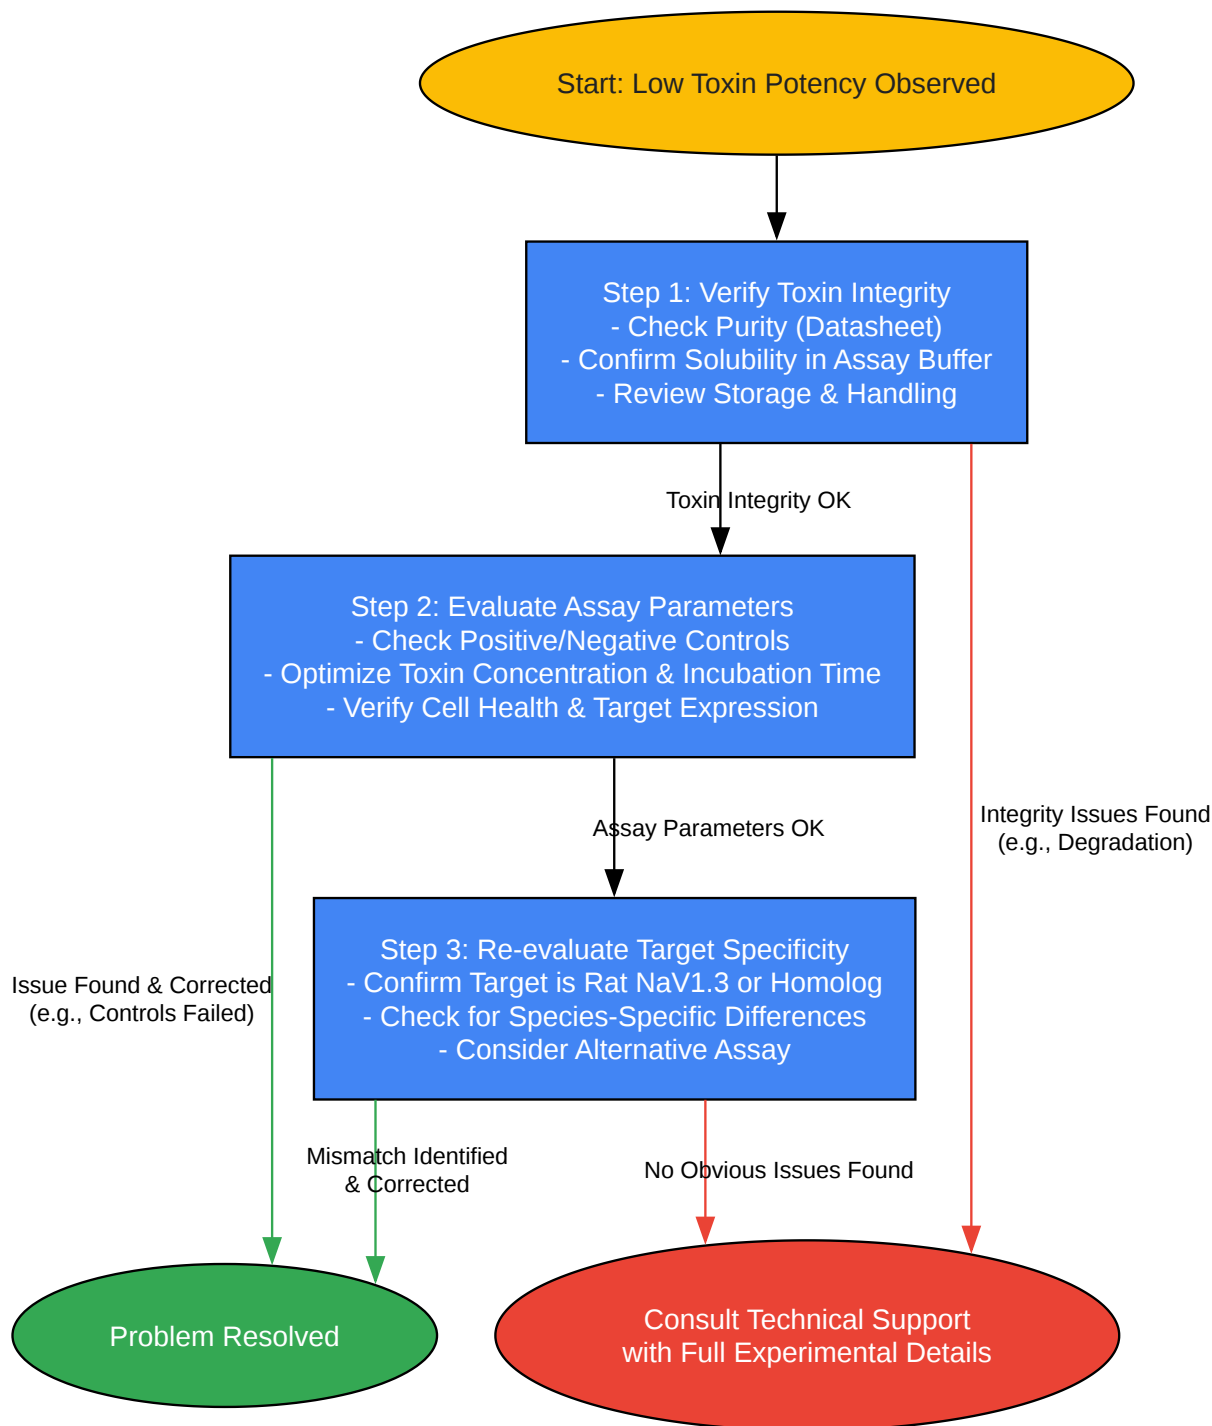 Start: Low Toxin Potency Observed
Step 1: Verify Toxin Integrity
- Check Purity (Datasheet)
- Confirm Solubility in Assay Buffer
- Review Storage & Handling
Toxin Integrity OK
Step 2: Evaluate Assay Parameters
- Check Positive/Negative Controls
- Optimize Toxin Concentration & Incubation Time
- Verify Cell Health & Target Expression
Integrity Issues Found
(e.g., Degradation)
Assay Parameters OK
Step 3: Re-evaluate Target Specificity
- Confirm Target is Rat NaV1.3 or Homolog
- Check for Species-Specific Differences
- Consider Alternative Assay
Issue Found & Corrected
(e.g., Controls Failed)
Mismatch Identified
& Corrected
No Obvious Issues Found
Problem Resolved
Consult Technical Support
with Full Experimental Details